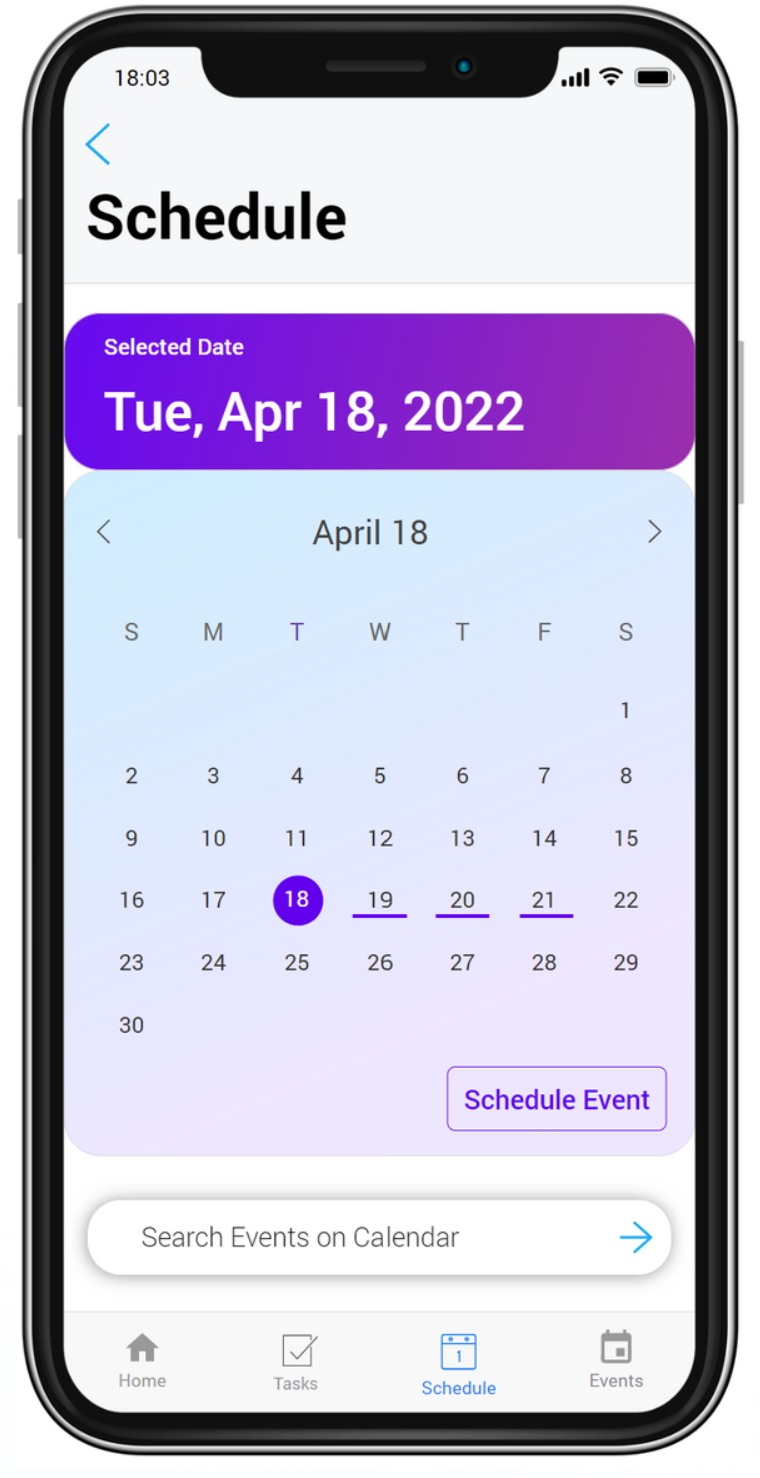 18:03
Schedule
Selected Date
Tue, Apr 18, 2022
April 18
S M T W T F S
1
2 3 4 5 6 7 8
9 10 11 12 13 14 15
16 17 18 19 20 21 22
23 24 25 26 27 28 29
30
Schedule Event
Search Events on Calendar
1
Home Tasks Schedule Events